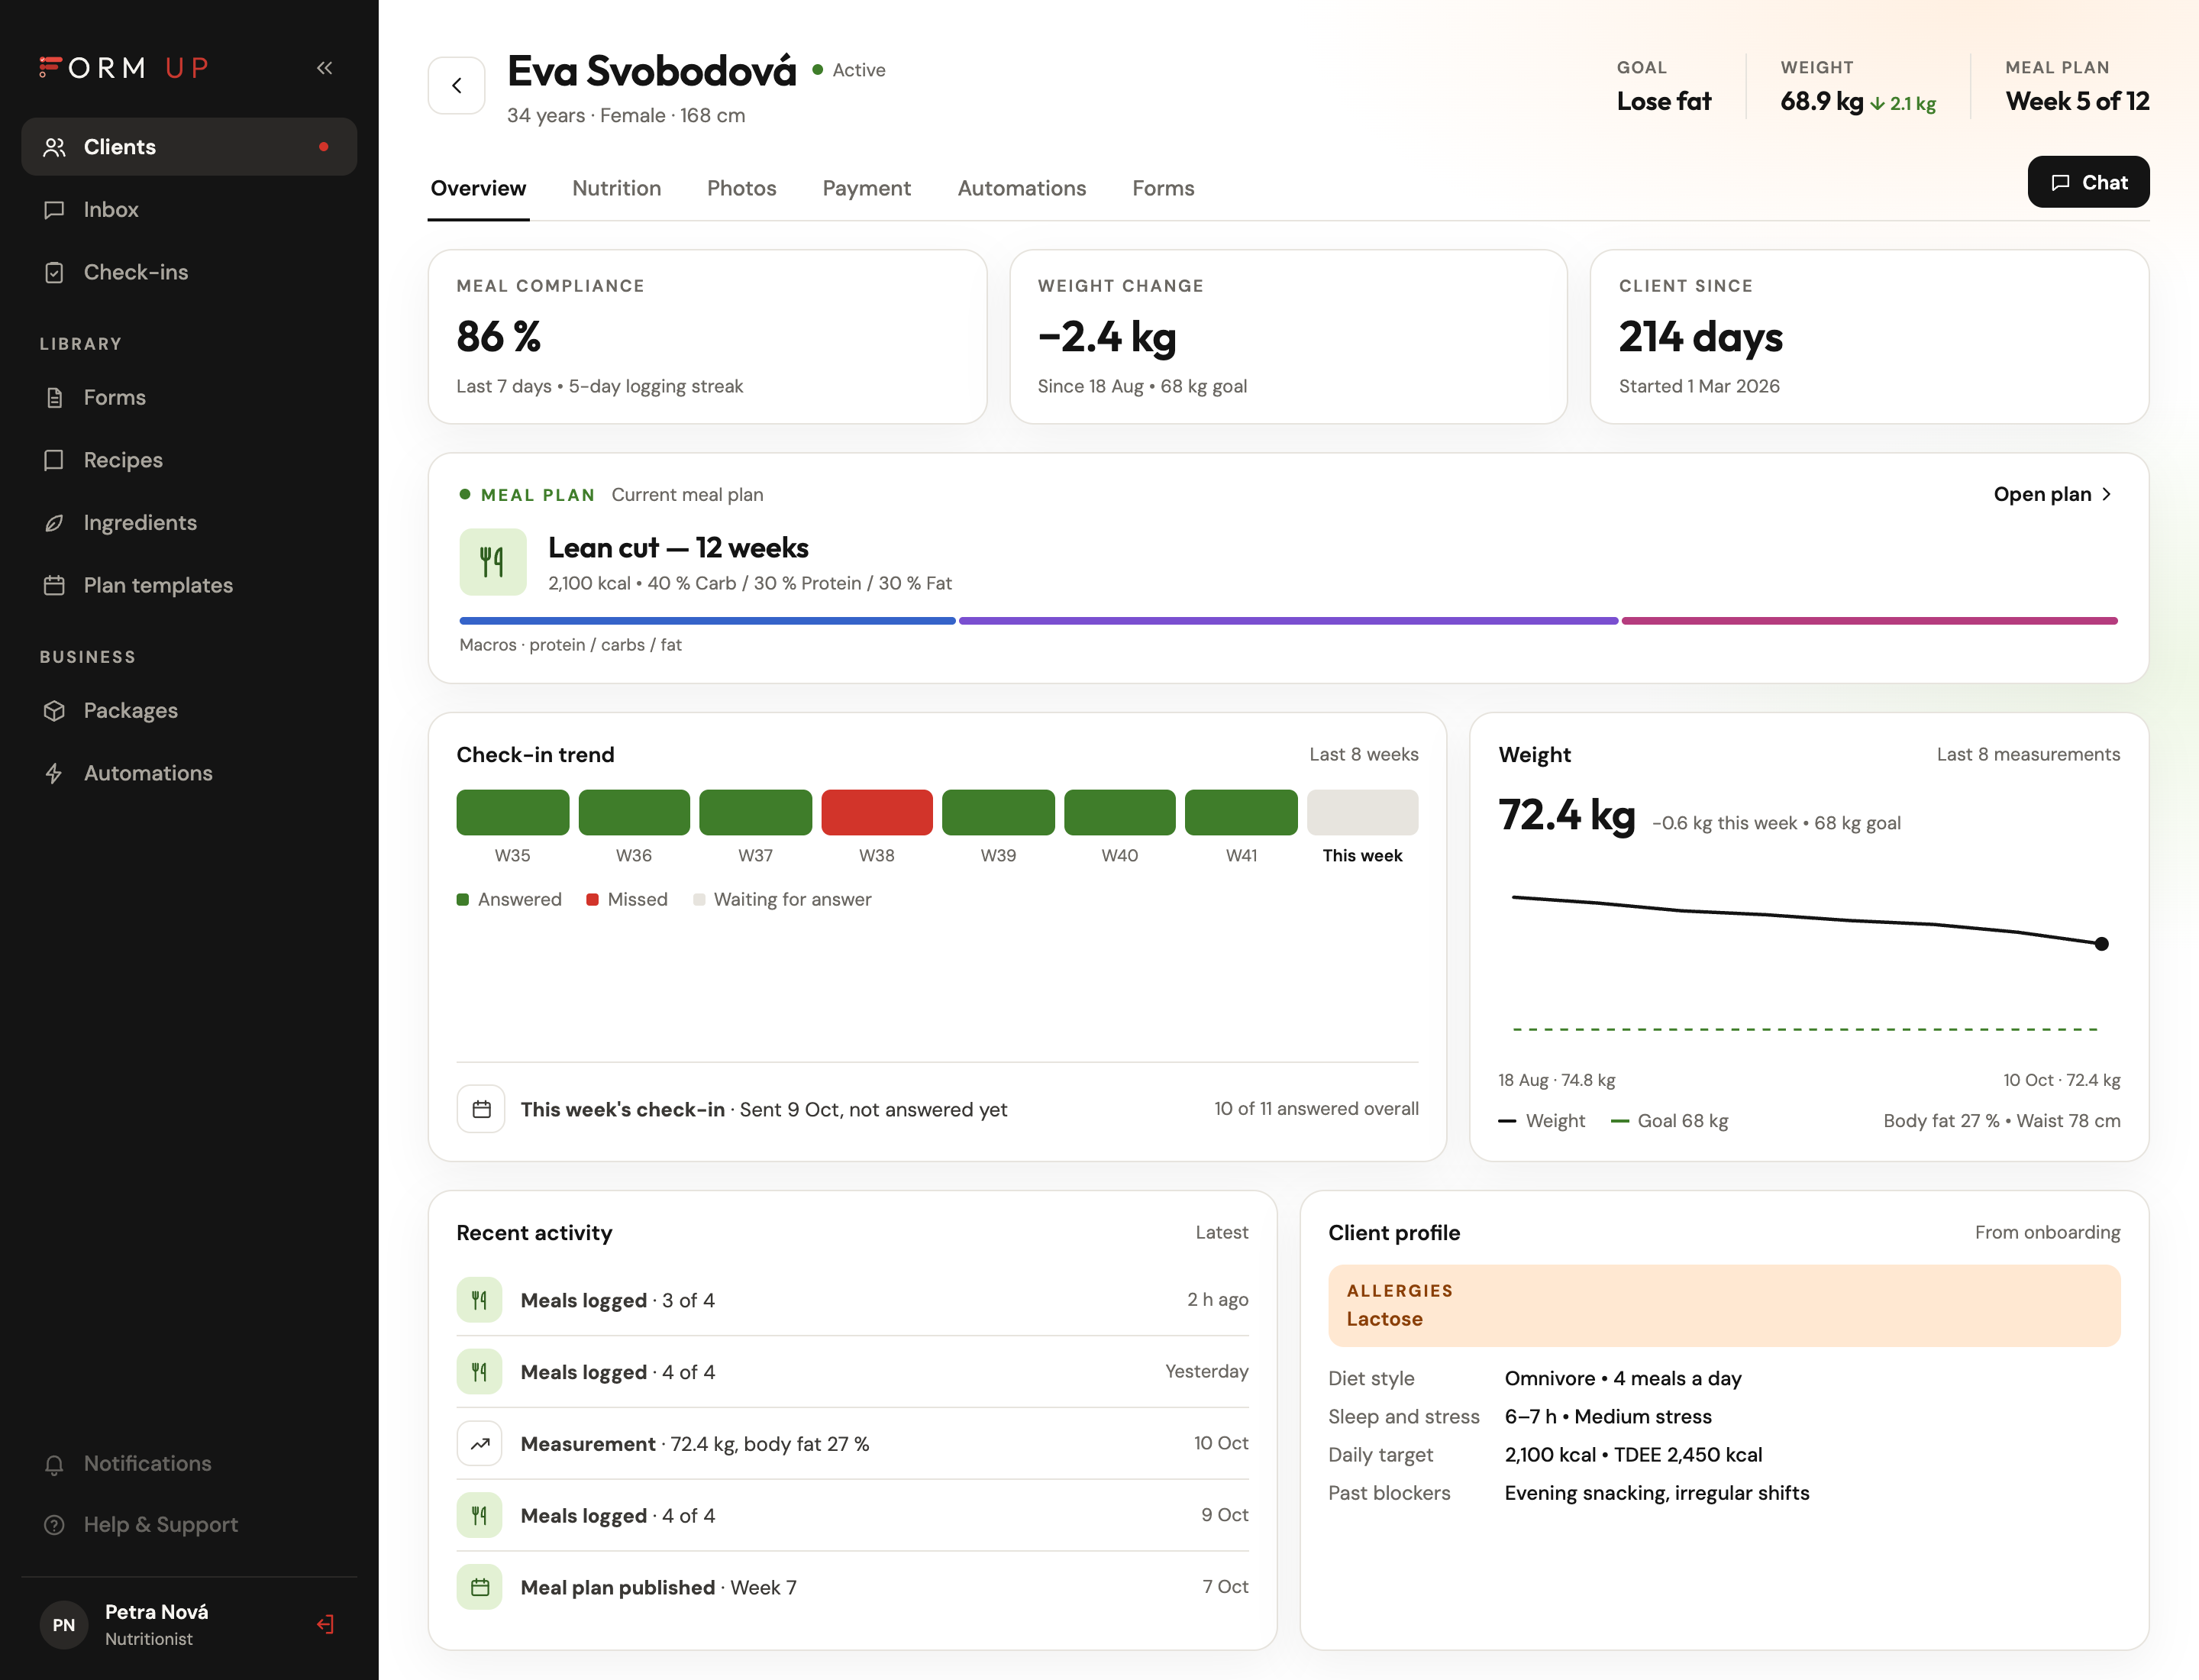 FORM UP
Clients
Inbox
Check-ins
LIBRARY
Forms
Recipes
Ingredients
Plan templates
BUSINESS
Packages
Automations
Notifications
Help & Support
PN
Petra Nová
Nutritionist
Eva Svobodová
Active
34 years · Female · 168 cm
GOAL
Lose fat
WEIGHT
68.9 kg ↓ 2.1 kg
MEAL PLAN
Week 5 of 12
Overview
Nutrition
Photos
Payment
Automations
Forms
Chat
MEAL COMPLIANCE
86 %
Last 7 days • 5-day logging streak
WEIGHT CHANGE
−2.4 kg
Since 18 Aug • 68 kg goal
CLIENT SINCE
214 days
Started 1 Mar 2026
MEAL PLAN Current meal plan
Open plan
Lean cut — 12 weeks
2,100 kcal • 40 % Carb / 30 % Protein / 30 % Fat
Macros · protein / carbs / fat
Check-in trend
Last 8 weeks
W35
W36
W37
W38
W39
W40
W41
This week
Answered
Missed
Waiting for answer
This week's check-in · Sent 9 Oct, not answered yet
10 of 11 answered overall
Weight
Last 8 measurements
72.4 kg
−0.6 kg this week • 68 kg goal
18 Aug · 74.8 kg
10 Oct · 72.4 kg
Weight
Goal 68 kg
Body fat 27 % • Waist 78 cm
Recent activity
Latest
Meals logged · 3 of 4
2 h ago
Meals logged · 4 of 4
Yesterday
Measurement · 72.4 kg, body fat 27 %
10 Oct
Meals logged · 4 of 4
9 Oct
Meal plan published · Week 7
7 Oct
Client profile
From onboarding
ALLERGIES
Lactose
Diet style
Omnivore • 4 meals a day
Sleep and stress
6–7 h • Medium stress
Daily target
2,100 kcal • TDEE 2,450 kcal
Past blockers
Evening snacking, irregular shifts